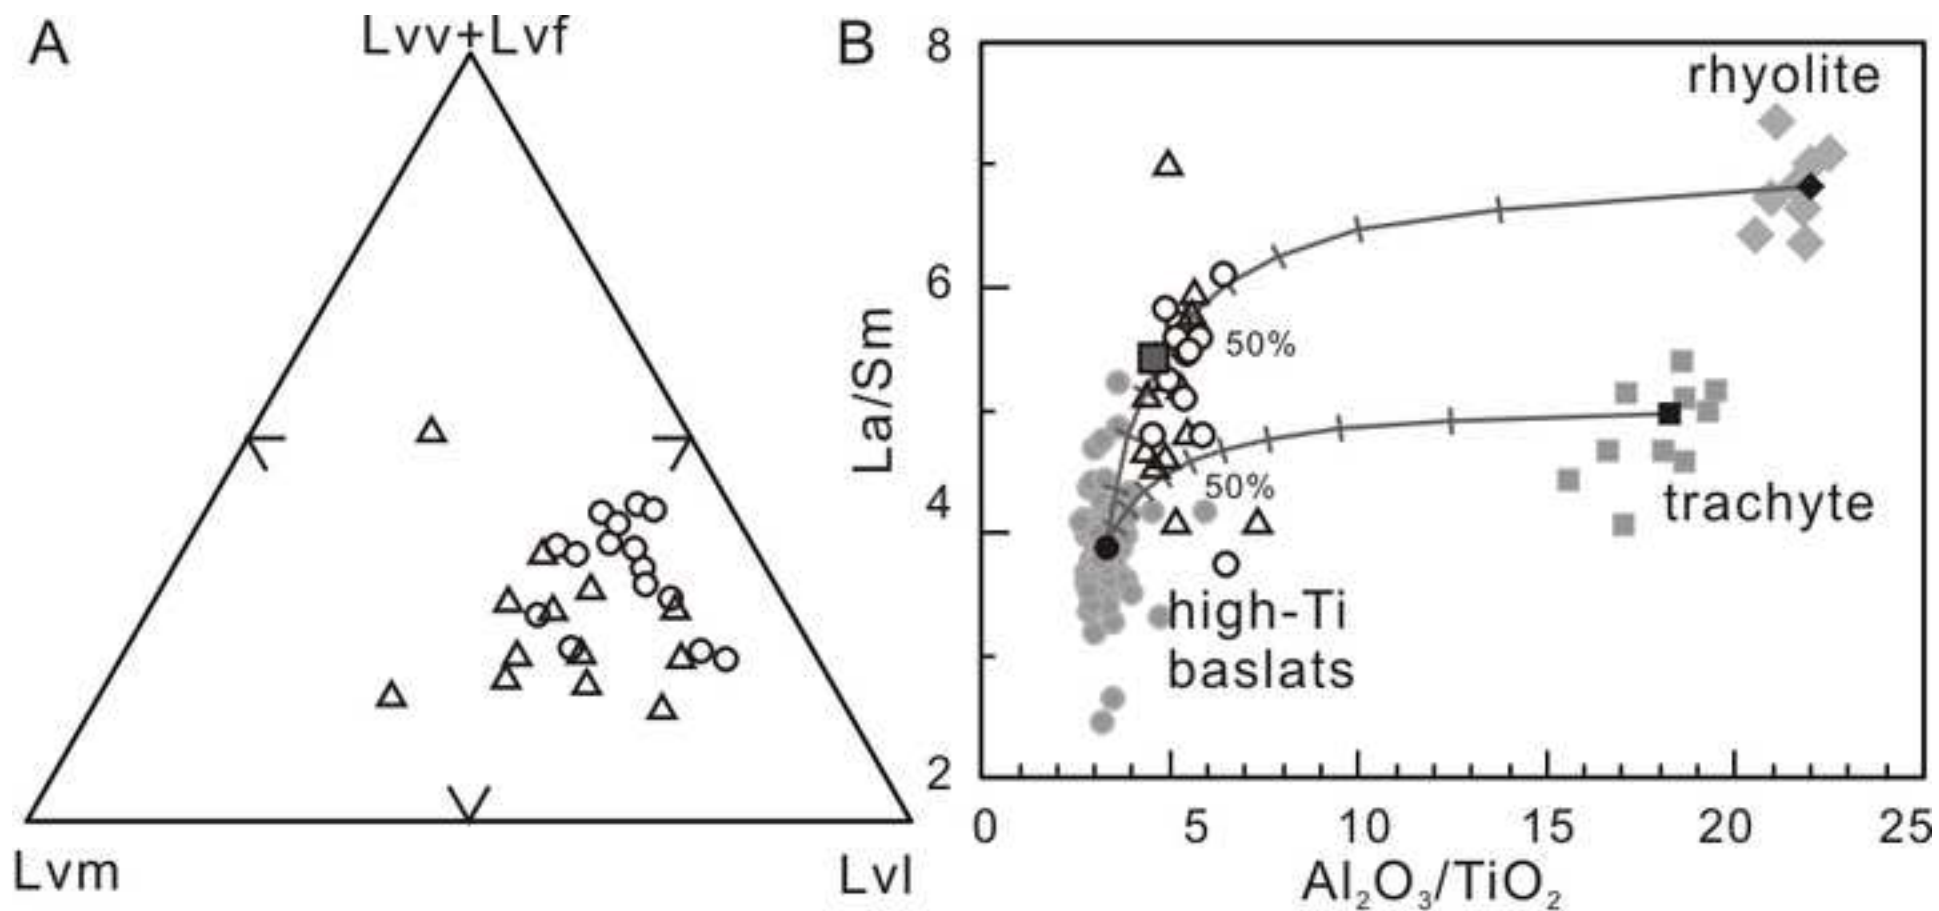 A
Lvv+Lvf
Lvm
Lvl
B
8
6
4
2
La/Sm
rhyolite
50%
50%
trachyte
high-Ti
baslats
0 5 10 15 20 25
Al₂O₃/TiO₂